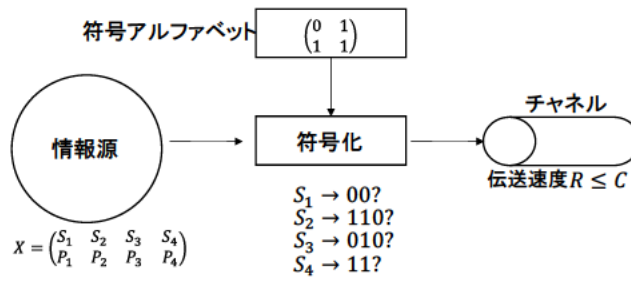 符号アルファベット
(0 1
1 1)
情報源
符号化
チャネル
伝送速度R ≤ C
X = (S₁ S₂ S₃ S₄
P₁ P₂ P₃ P₄)
S₁ → 00?
S₂ → 110?
S₃ → 010?
S₄ → 11?